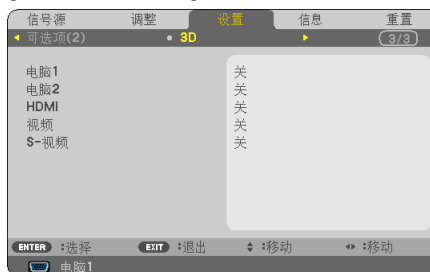 信号源 调整 设置 信息 重置
可选项(2) 3D 3/3
电脑1 关
电脑2 关
HDMI 关
视频 关
S-视频 关
ENTER :选择 EXIT :退出 :移动 :移动
电脑1